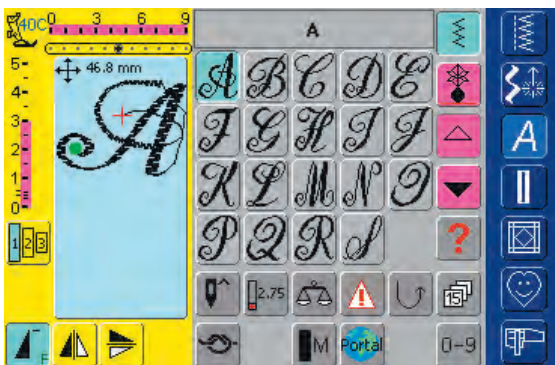 40C 0 3 6 9
A
5
46.8 mm
A B C D E
4
A
3
F G H I J
A
2
1
K L M N O
0
1 2 3
P Q R S
?
2.75
15
F
M
Portal
0-9